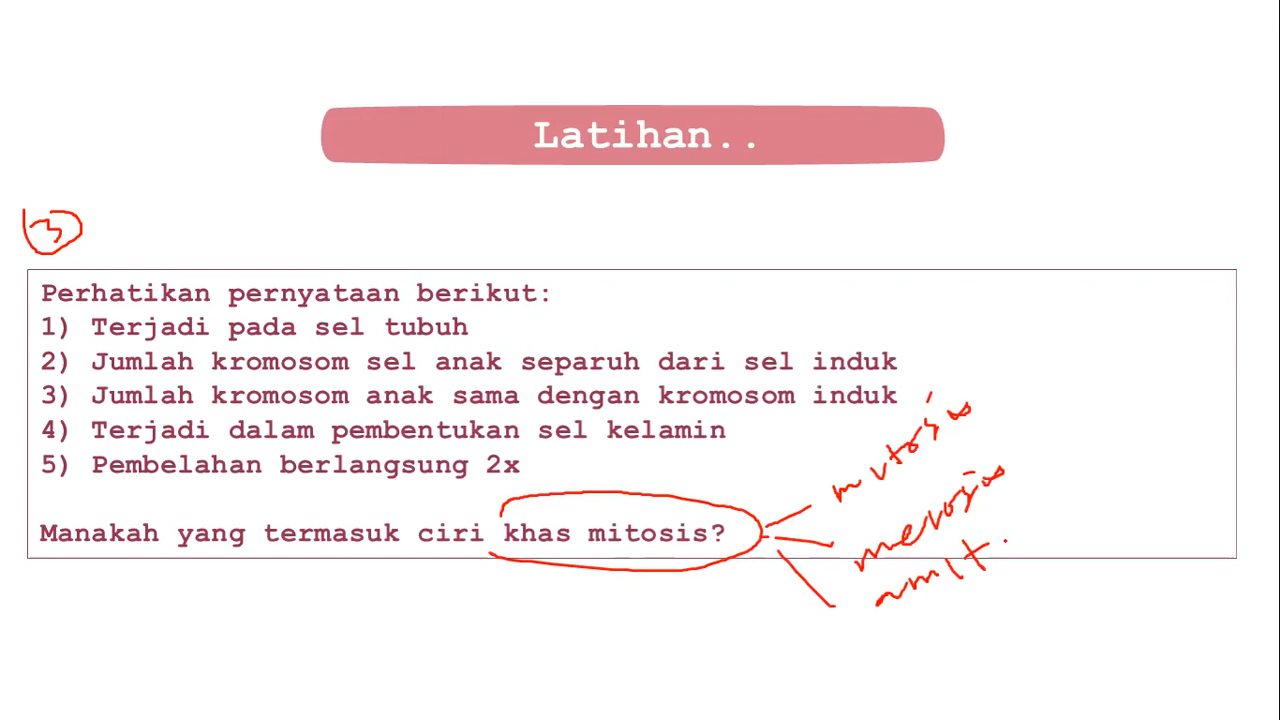 Latihan..
3
Perhatikan pernyataan berikut:
1) Terjadi pada sel tubuh
2) Jumlah kromosom sel anak separuh dari sel induk
3) Jumlah kromosom anak sama dengan kromosom induk
4) Terjadi dalam pembentukan sel kelamin
5) Pembelahan berlangsung 2x
Manakah yang termasuk ciri khas mitosis?
mitosis
meiosis
amit.